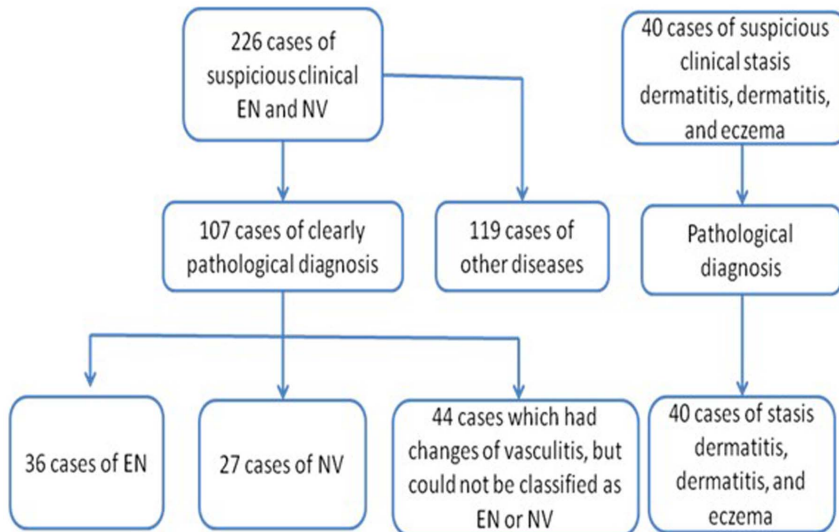 226 cases of
suspicious clinical
EN and NV
40 cases of suspicious
clinical stasis
dermatitis, dermatitis,
and eczema
107 cases of clearly
pathological diagnosis
119 cases of
other diseases
Pathological
diagnosis
36 cases of EN
27 cases of NV
44 cases which had
changes of vasculitis, but
could not be classified as
EN or NV
40 cases of stasis
dermatitis,
dermatitis, and
eczema